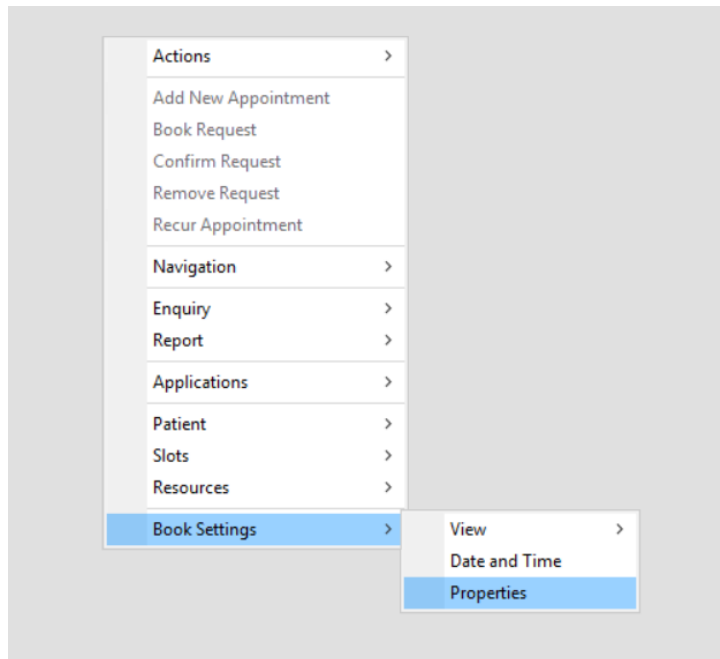 Actions
Add New Appointment
Book Request
Confirm Request
Remove Request
Recur Appointment
Navigation
Enquiry
Report
Applications
Patient
Slots
Resources
Book Settings
View
Date and Time
Properties